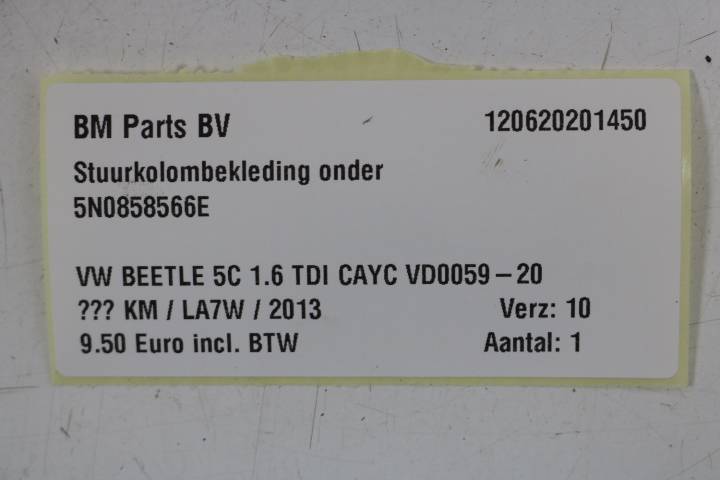 BM Parts BV 120620201450
Stuurkolombekleding onder
5N0858566E
VW BEETLE 5C 1.6 TDI CAYC VD0059-20
??? KM / LA7W / 2013 Verz: 10
9.50 Euro incl. BTW Aantal: 1